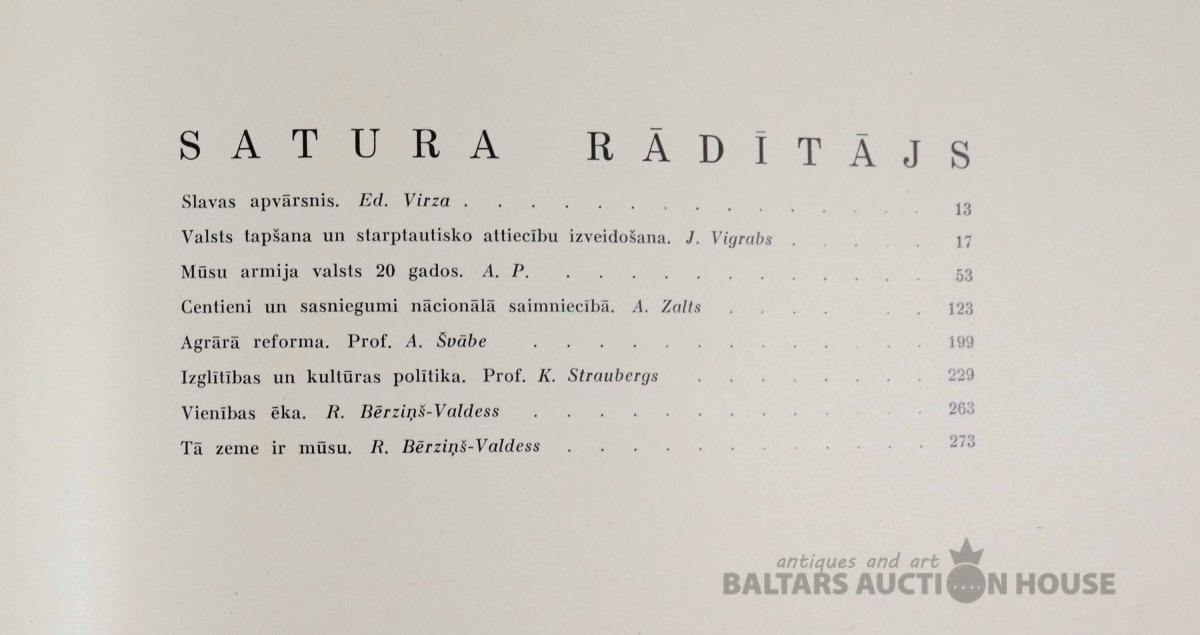 SATURA RĀDĪTĀJS
Slavas apvārsnis. Ed. Virza . . . . . . . . . . . . . . . 13
Valsts tapšana un starptautisko attiecību izveidošana. J. Vigrabs . . . . . 17
Mūsu armija valsts 20 gados. A. P. . . . . . . . . . . . . 53
Centieni un sasniegumi nācionālā saimniecībā. A. Zalts . . . . . . . 123
Agrārā reforma. Prof. A. Švābe . . . . . . . . . . . . . 199
Izglītības un kultūras polītika. Prof. K. Straubergs . . . . . . . . 229
Vienības ēka. R. Bērziņš-Valdess . . . . . . . . . . . . . 263
Tā zeme ir mūsu. R. Bērziņš-Valdess . . . . . . . . . . . . 273
antiques and art
BALTARS AUCTION HOUSE